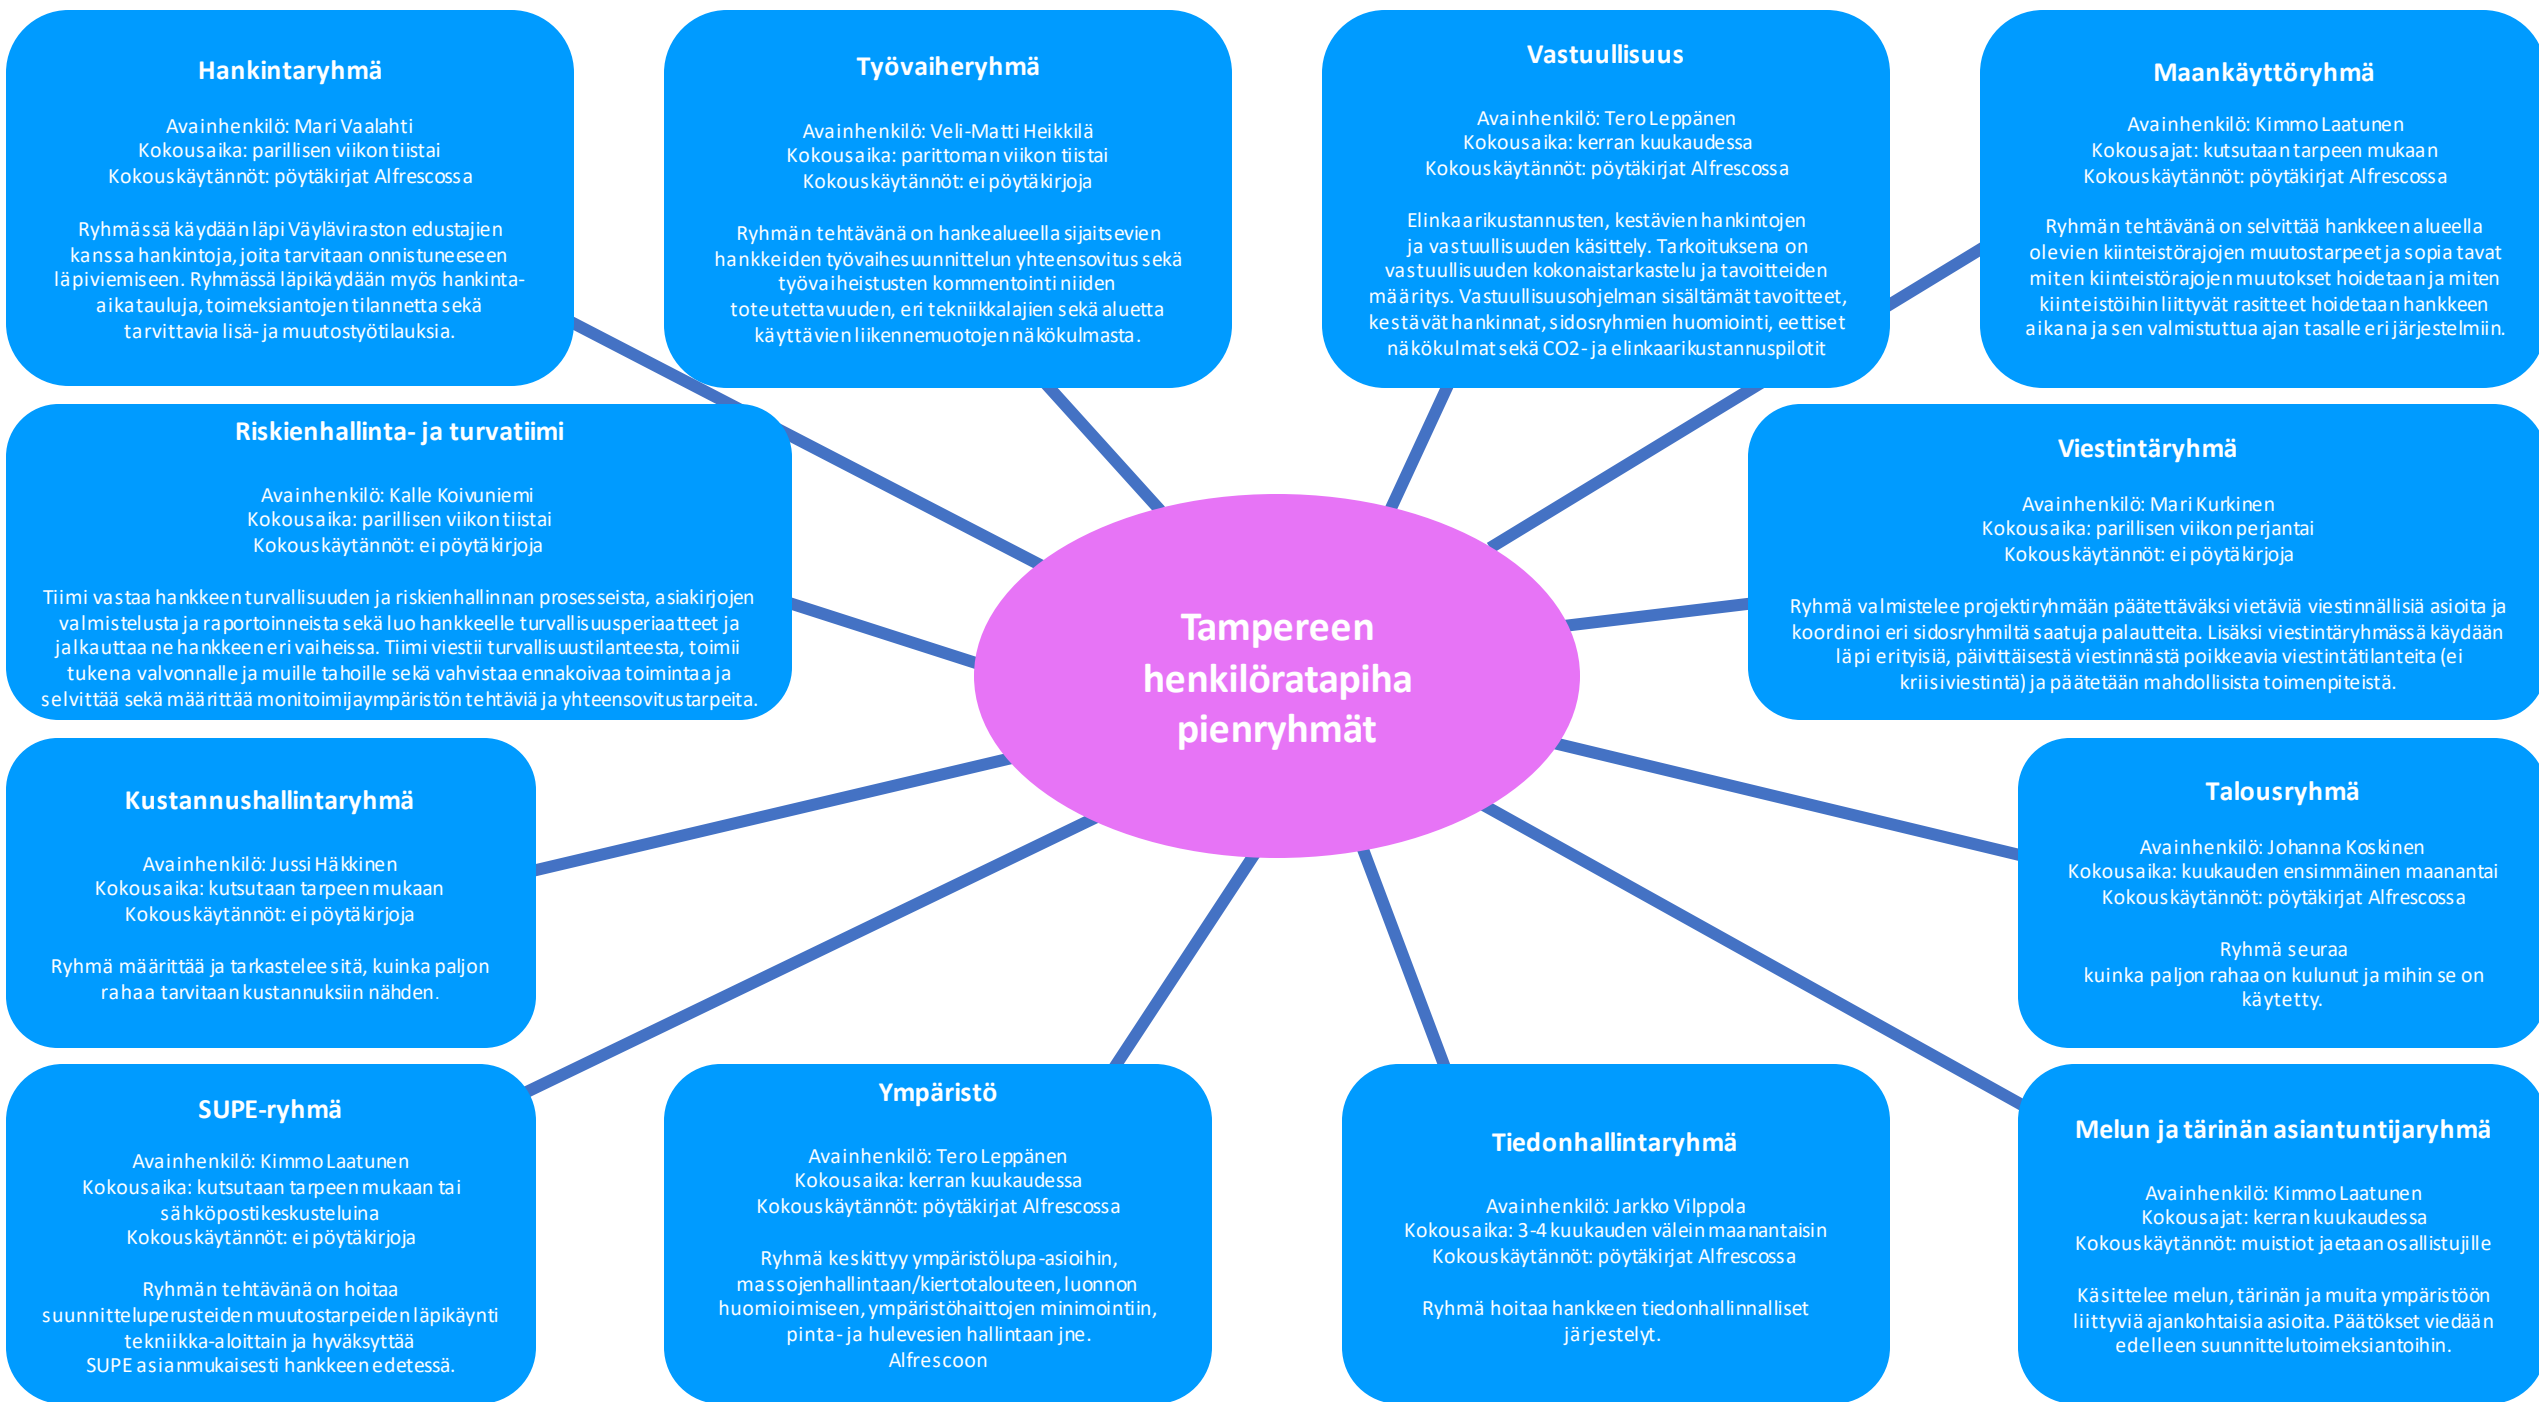 Hankintaryhmä
Avainhenkilö: Mari Vaalahti
Kokousaika: parillisen viikon tiistai
Kokouskäytännöt: pöytäkirjat Alfrescossa
Ryhmässä käydään läpi Väyläviraston edustajien
kanssa hankintoja, joita tarvitaan onnistuneeseen
läpiviemiseen. Ryhmässä läpikäydään myös hankinta-
aikatauluja, toimeksiantojen tilannetta sekä
tarvittavia lisä- ja muutostyötilauksia.
Työvaiheryhmä
Avainhenkilö: Veli-Matti Heikkilä
Kokousaika: parittoman viikon tiistai
Kokouskäytännöt: ei pöytäkirjoja
Ryhmän tehtävänä on hankealueella sijaitsevien
hankkeiden työvaihesuunnittelun yhteensovitus sekä
työvaiheistusten kommentointi niiden
toteutettavuuden, eri tekniikkalajien sekä aluetta
käyttävien liikennemuotojen näkökulmasta.
Vastuullisuus
Avainhenkilö: Tero Leppänen
Kokousaika: kerran kuukaudessa
Kokouskäytännöt: pöytäkirjat Alfrescossa
Elinkaarikustannusten, kestävien hankintojen
ja vastuullisuuden käsittely. Tarkoituksena on
vastuullisuuden kokonaistarkastelu ja tavoitteiden
määritys. Vastuullisuusohjelman sisältämät tavoitteet,
kestävät hankinnat, sidosryhmien huomiointi, eettiset
näkökulmat sekä CO2- ja elinkaarikustannuspilotit
Maankäyttöryhmä
Avainhenkilö: Kimmo Laatunen
Kokousajat: kutsutaan tarpeen mukaan
Kokouskäytännöt: pöytäkirjat Alfrescossa
Ryhmän tehtävänä on selvittää hankkeen alueella
olevien kiinteistörajojen muutostarpeet ja sopia tavat
miten kiinteistörajojen muutokset hoidetaan ja miten
kiinteistöihin liittyvät rasitteet hoidetaan hankkeen
aikana ja sen valmistuttua ajan tasalle eri järjestelmiin.
Riskienhallinta- ja turvatiimi
Avainhenkilö: Kalle Koivuniemi
Kokousaika: parillisen viikon tiistai
Kokouskäytännöt: ei pöytäkirjoja
Tiimi vastaa hankkeen turvallisuuden ja riskienhallinnan prosesseista, asiakirjojen
valmistelusta ja raportoinneista sekä luo hankkeelle turvallisuusperiaatteet ja
jalkauttaa ne hankkeen eri vaiheissa. Tiimi viestii turvallisuustilanteesta, toimii
tukena valvonnalle ja muille tahoille sekä vahvistaa ennakoivaa toimintaa ja
selvittää sekä määrittää monitoimijaympäristön tehtäviä ja yhteensovitustarpeita.
Viestintäryhmä
Avainhenkilö: Mari Kurkinen
Kokousaika: parillisen viikon perjantai
Kokouskäytännöt: ei pöytäkirjoja
Ryhmä valmistelee projektiryhmään päätettäväksi vietäviä viestinnällisiä asioita ja
koordinoi eri sidosryhmiltä saatuja palautteita. Lisäksi viestintäryhmässä käydään
läpi erityisiä, päivittäisestä viestinnästä poikkeavia viestintätilanteita (ei
kriisiviestintä) ja päätetään mahdollisista toimenpiteistä.
Tampereen
henkilöratapiha
pienryhmät
Kustannushallintaryhmä
Avainhenkilö: Jussi Häkkinen
Kokousaika: kutsutaan tarpeen mukaan
Kokouskäytännöt: ei pöytäkirjoja
Ryhmä määrittää ja tarkastelee sitä, kuinka paljon
rahaa tarvitaan kustannuksiin nähden.
Talousryhmä
Avainhenkilö: Johanna Koskinen
Kokousaika: kuukauden ensimmäinen maanantai
Kokouskäytännöt: pöytäkirjat Alfrescossa
Ryhmä seuraa
kuinka paljon rahaa on kulunut ja mihin se on
käytetty.
SUPE-ryhmä
Avainhenkilö: Kimmo Laatunen
Kokousaika: kutsutaan tarpeen mukaan tai
sähköpostikeskusteluina
Kokouskäytännöt: ei pöytäkirjoja
Ryhmän tehtävänä on hoitaa
suunnitteluperusteiden muutostarpeiden läpikäynti
tekniikka-aloittain ja hyväksyttää
SUPE asianmukaisesti hankkeen edetessä.
Ympäristö
Avainhenkilö: Tero Leppänen
Kokousaika: kerran kuukaudessa
Kokouskäytännöt: pöytäkirjat Alfrescossa
Ryhmä keskittyy ympäristölupa-asioihin,
massojenhallintaan/kiertotalouteen, luonnon
huomioimiseen, ympäristöhaittojen minimointiin,
pinta- ja hulevesien hallintaan jne.
Alfrescoon
Tiedonhallintaryhmä
Avainhenkilö: Jarkko Vilppola
Kokousaika: 3-4 kuukauden välein maanantaisin
Kokouskäytännöt: pöytäkirjat Alfrescossa
Ryhmä hoitaa hankkeen tiedonhallinnalliset
järjestelyt.
Melun ja tärinän asiantuntijaryhmä
Avainhenkilö: Kimmo Laatunen
Kokousajat: kerran kuukaudessa
Kokouskäytännöt: muistiot jaetaan osallistujille
Käsittelee melun, tärinän ja muita ympäristöön
liittyviä ajankohtaisia asioita. Päätökset viedään
edelleen suunnittelutoimeksiantoihin.